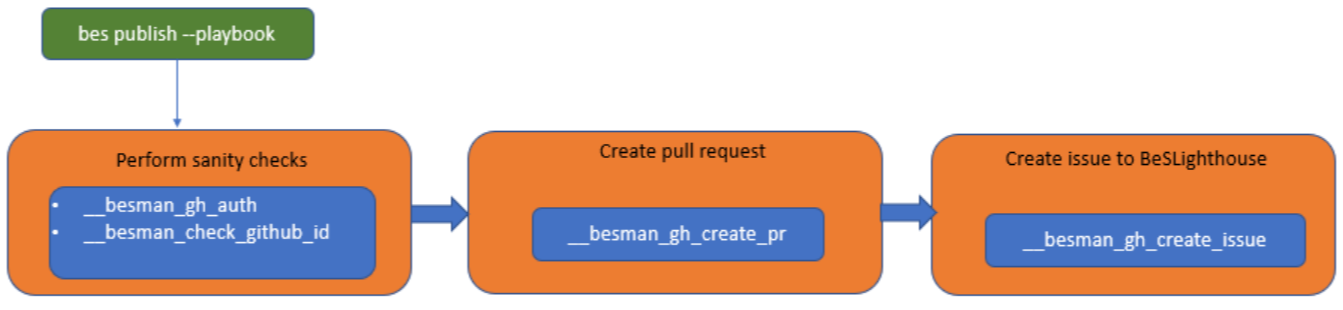 bes publish --playbook
Perform sanity checks
• __besman_gh_auth
• __besman_check_github_id
Create pull request
__besman_gh_create_pr
Create issue to BeSLighthouse
__besman_gh_create_issue